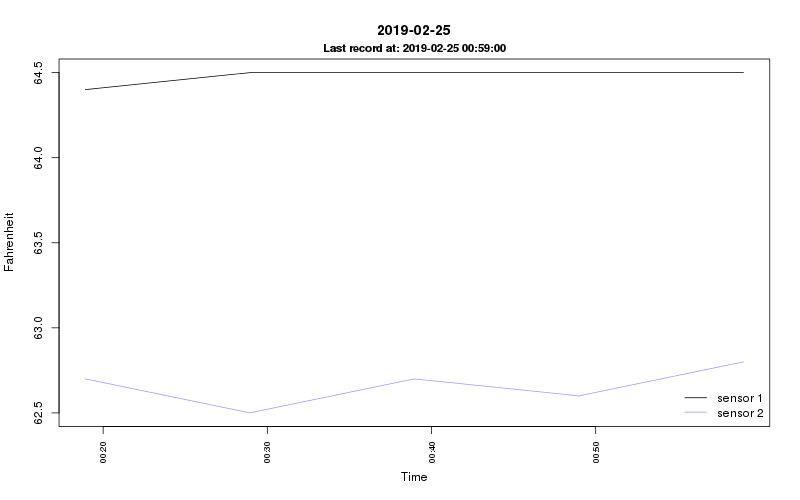 2019-02-25
Last record at: 2019-02-25 00:59:00
Fahrenheit
64.5
64.0
63.5
63.0
62.5
sensor 1
sensor 2
00:20
00:30
00:40
00:50
Time